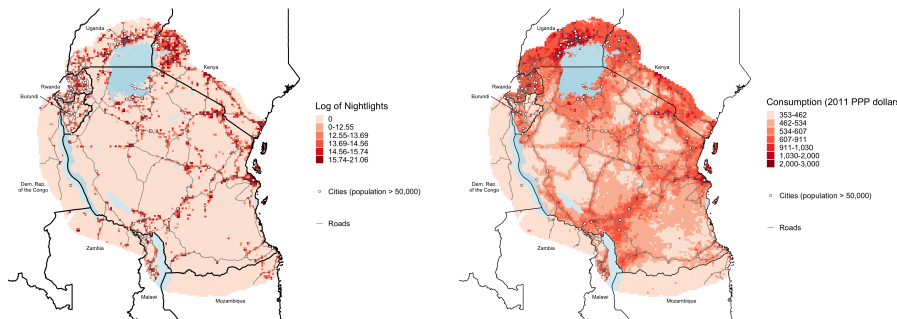 Uganda
Kenya
Rwanda
Burundi
Dem. Rep.
of the Congo
Zambia
Malawi
Mozambique
Log of Nightlights
0
0-12.55
12.55-13.69
13.69-14.56
14.56-15.74
15.74-21.06
Cities (population > 50,000)
Roads
Uganda
Kenya
Rwanda
Burundi
Dem. Rep.
of the Congo
Zambia
Malawi
Mozambique
Consumption (2011 PPP dollars
353-462
462-534
534-607
607-911
911-1,030
1,030-2,000
2,000-3,000
Cities (population > 50,000)
Roads